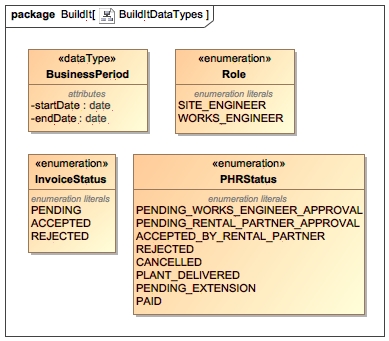 package BuildIt[ BuildItDataTypes ]
«dataType»
BusinessPeriod
attributes
-startDate : date
-endDate : date
«enumeration»
Role
enumeration literals
SITE_ENGINEER
WORKS_ENGINEER
«enumeration»
InvoiceStatus
enumeration literals
PENDING
ACCEPTED
REJECTED
«enumeration»
PHRStatus
enumeration literals
PENDING_WORKS_ENGINEER_APPROVAL
PENDING_RENTAL_PARTNER_APPROVAL
ACCEPTED_BY_RENTAL_PARTNER
REJECTED
CANCELLED
PLANT_DELIVERED
PENDING_EXTENSION
PAID